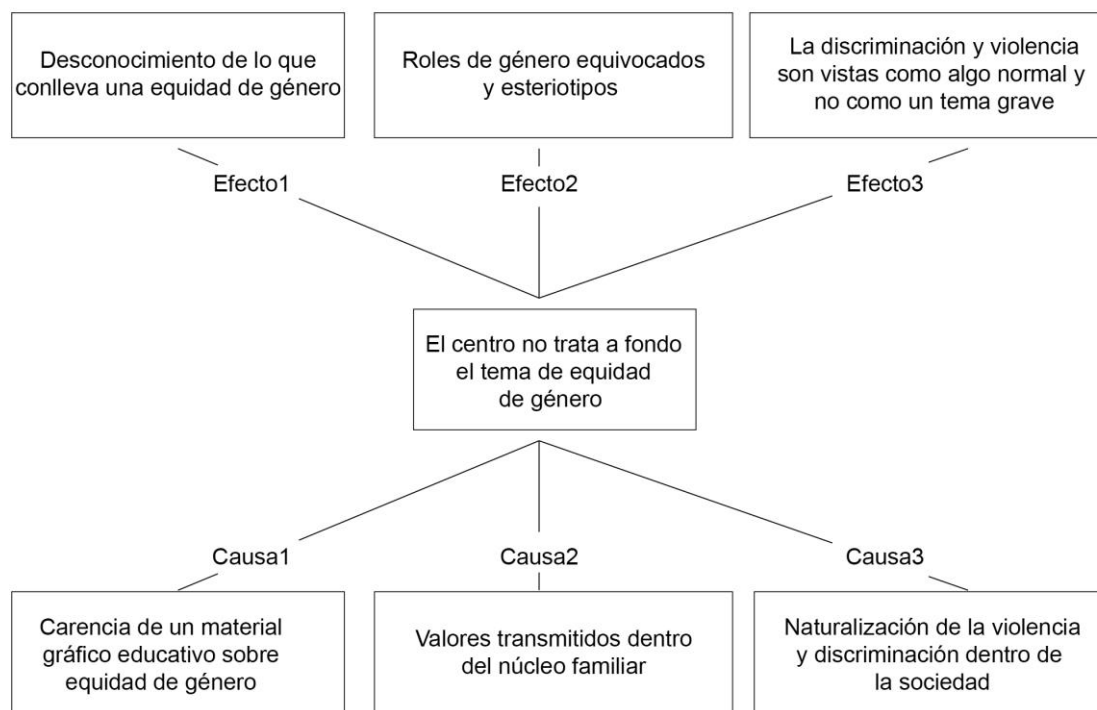 Desconocimiento de lo que
conlleva una equidad de género
Roles de género equivocados
y esteriotipos
La discriminación y violencia
son vistas como algo normal y
no como un tema grave
Efecto1
Efecto2
Efecto3
El centro no trata a fondo
el tema de equidad
de género
Causa1
Causa2
Causa3
Carencia de un material
gráfico educativo sobre
equidad de género
Valores transmitidos dentro
del núcleo familiar
Naturalización de la violencia
y discriminación dentro de
la sociedad